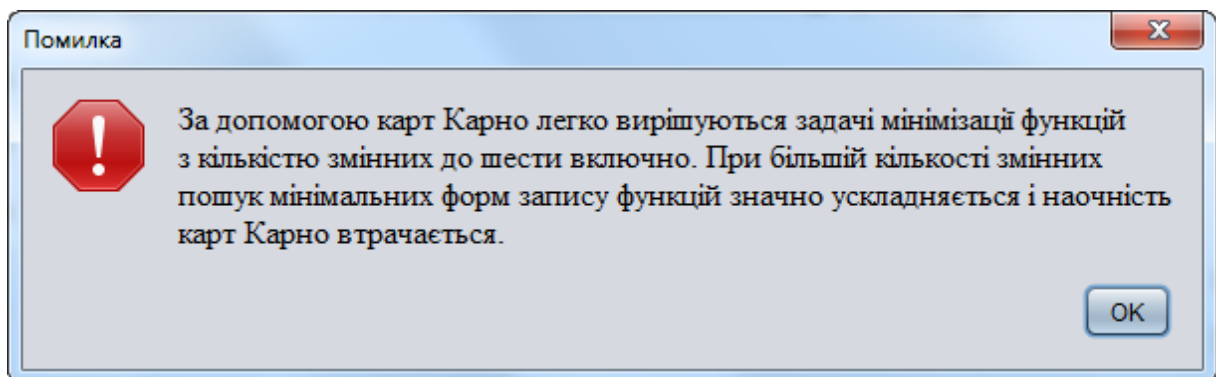 Помилка
За допомогою карт Карно легко вирішуються задачі мінімізації функцій
з кількістю змінних до шести включно. При більшій кількості змінних
пошук мінімальних форм запису функцій значно ускладняється і наочність
карт Карно втрачається.
OK